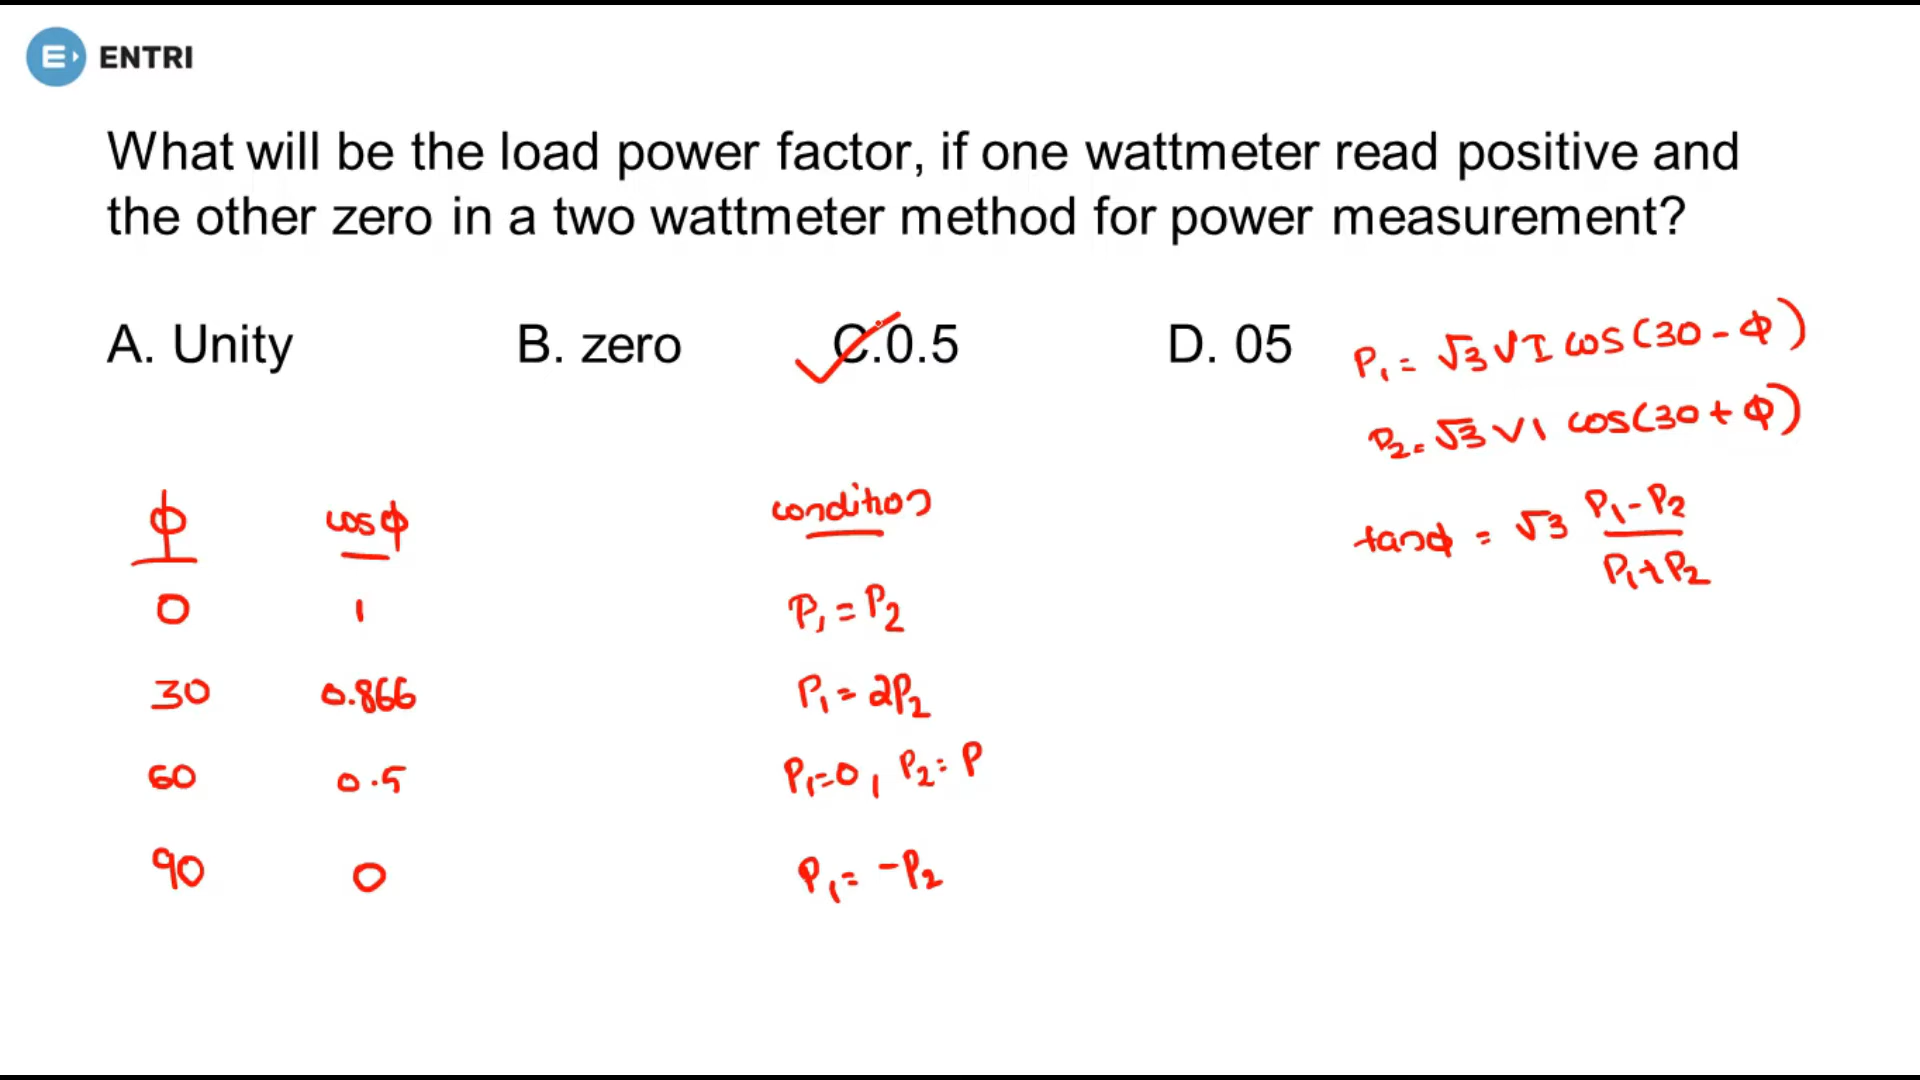 ENTRI
What will be the load power factor, if one wattmeter read positive and
the other zero in a two wattmeter method for power measurement?
A. Unity B. zero C.0.5 D. 05
P₁ = √3 VI cos(30-ϕ)
P₂ = √3 VI cos(30+ϕ)
tanϕ = √3 (P₁-P₂)/(P₁+P₂)
ϕ cosϕ condition
0 1 P₁ = P₂
30 0.866 P₁ = 2P₂
60 0.5 P₁=0, P₂=P
90 0 P₁ = -P₂